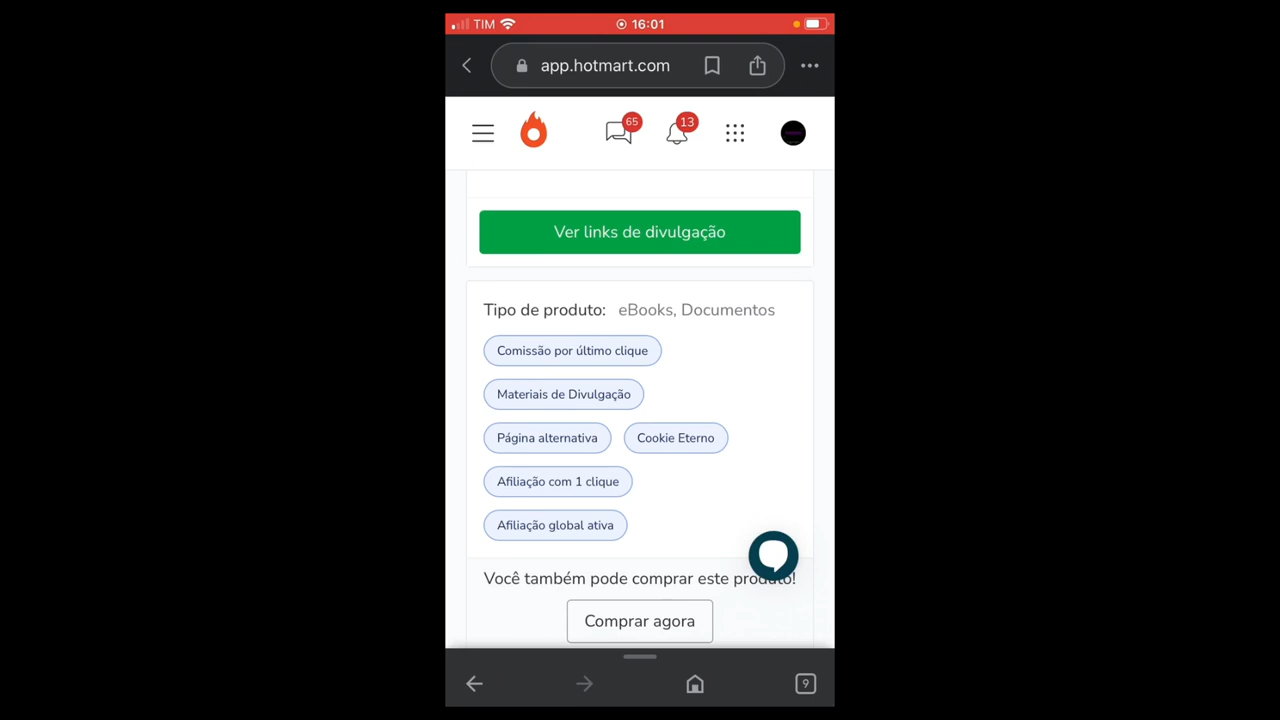 TIM 16:01
app.hotmart.com
65 13
Ver links de divulgação
Tipo de produto: eBooks, Documentos
Comissão por último clique
Materiais de Divulgação
Página alternativa Cookie Eterno
Afiliação com 1 clique
Afiliação global ativa
Você também pode comprar este produto!
Comprar agora
9